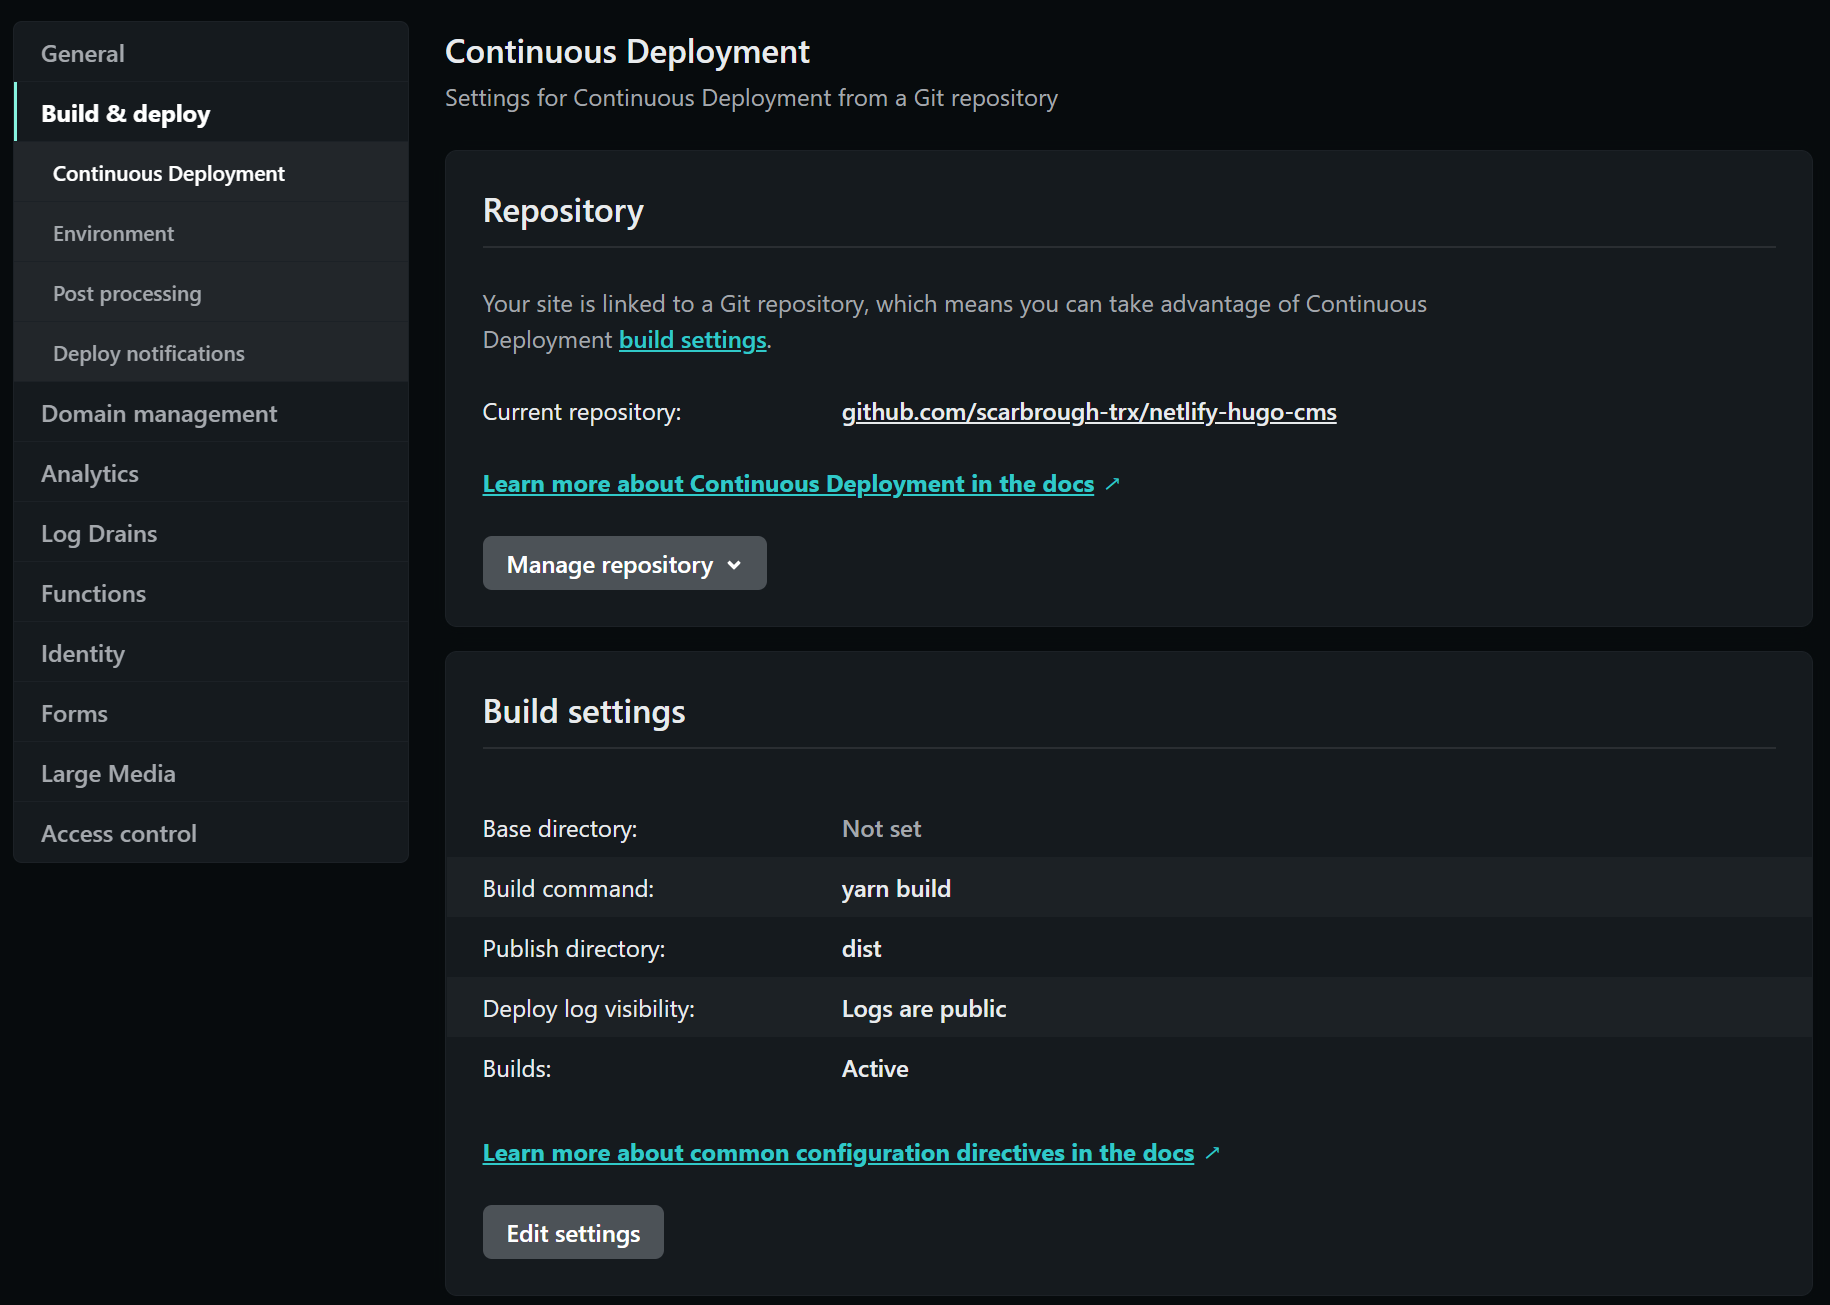 General
Build & deploy
Continuous Deployment
Environment
Post processing
Deploy notifications
Domain management
Analytics
Log Drains
Functions
Identity
Forms
Large Media
Access control
Continuous Deployment
Settings for Continuous Deployment from a Git repository
Repository
Your site is linked to a Git repository, which means you can take advantage of Continuous
Deployment build settings.
Current repository: github.com/scarbrough-trx/netlify-hugo-cms
Learn more about Continuous Deployment in the docs ↗
Manage repository
Build settings
Base directory: Not set
Build command: yarn build
Publish directory: dist
Deploy log visibility: Logs are public
Builds: Active
Learn more about common configuration directives in the docs ↗
Edit settings